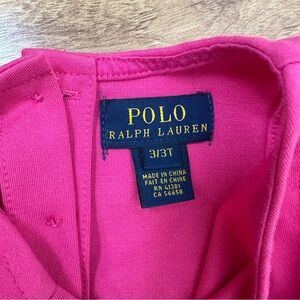 POLO
RALPH LAUREN
3/3T
MADE IN CHINA
FAIT EN CHINE
RN 41381
CA 56658